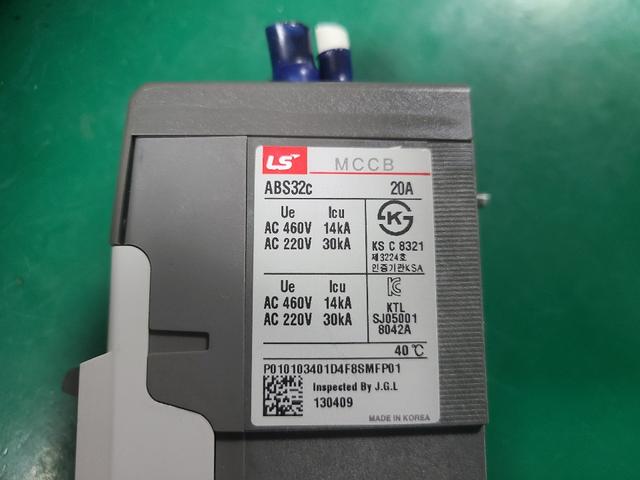 LS MCCB
ABS32c 20A
Ue Icu
AC 460V 14kA
AC 220V 30kA
KS C 8321
제3224호
인증기관KSA
Ue Icu
AC 460V 14kA
AC 220V 30kA
KTL
SJ05001
8042A
40℃
P010103401D4F8SMFP01
Inspected By J.G.L
130409
MADE IN KOREA